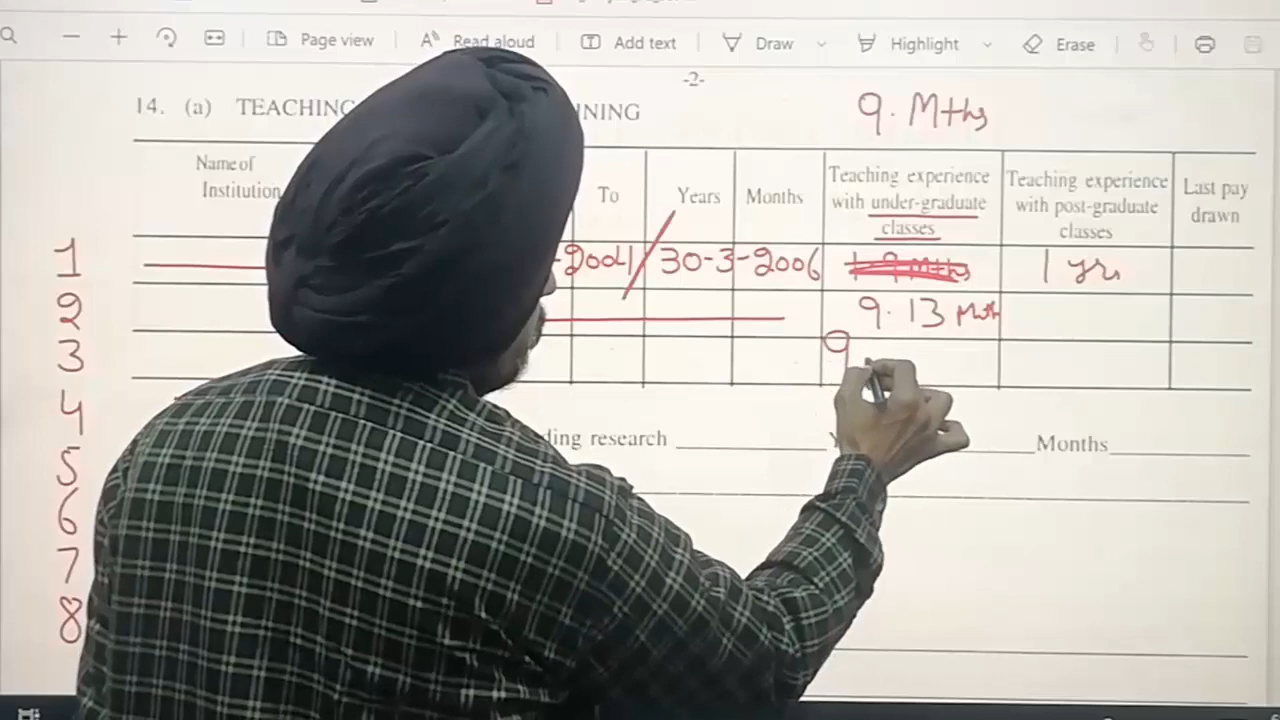 Page view Read aloud Add text Draw Highlight Erase
-2-
14. (a) TEACHING
9. Mths
Name of Institution
To
Years
Months
Teaching experience with under-graduate classes
Teaching experience with post-graduate classes
Last pay drawn
1
-2001/ 30-3-2006
1 yr.
2
9.13 Mth
3
9
4
research
Months
5
6
7
8